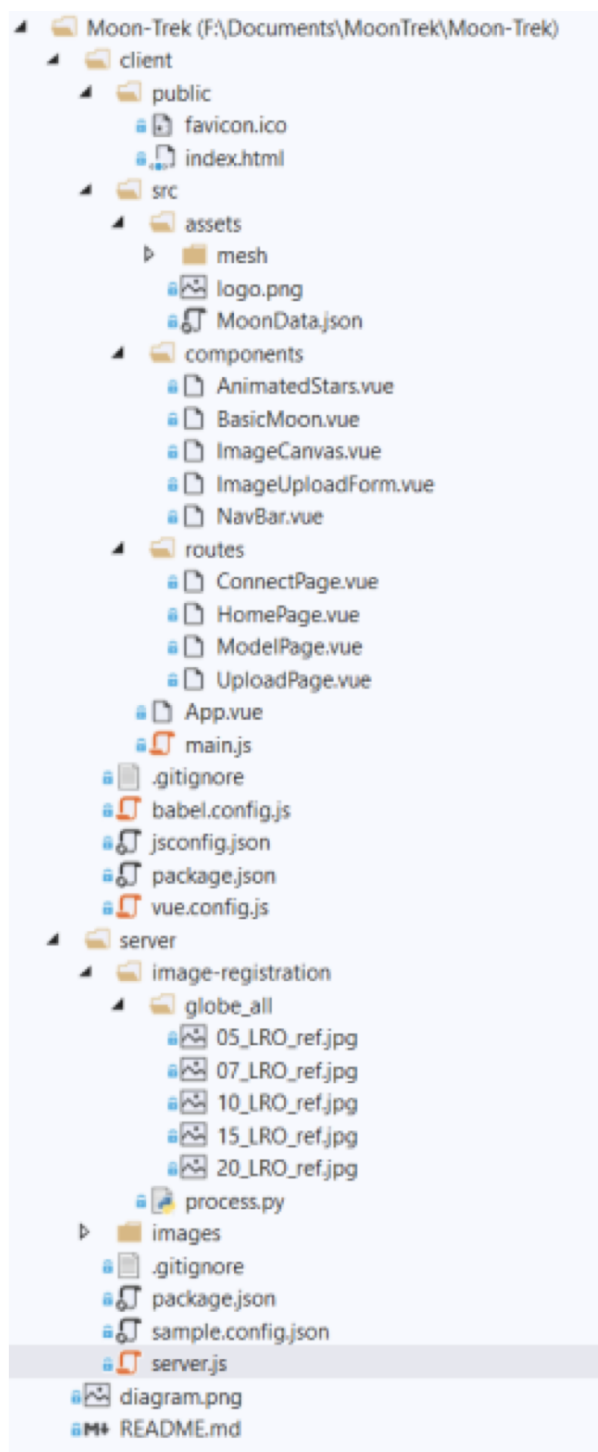 Moon-Trek (F:\Documents\MoonTrek\Moon-Trek)
client
public
favicon.ico
index.html
src
assets
mesh
logo.png
MoonData.json
components
AnimatedStars.vue
BasicMoon.vue
ImageCanvas.vue
ImageUploadForm.vue
NavBar.vue
routes
ConnectPage.vue
HomePage.vue
ModelPage.vue
UploadPage.vue
App.vue
main.js
.gitignore
babel.config.js
jsconfig.json
package.json
vue.config.js
server
image-registration
globe_all
05_LRO_ref.jpg
07_LRO_ref.jpg
10_LRO_ref.jpg
15_LRO_ref.jpg
20_LRO_ref.jpg
process.py
images
.gitignore
package.json
sample.config.json
server.js
diagram.png
M↓ README.md